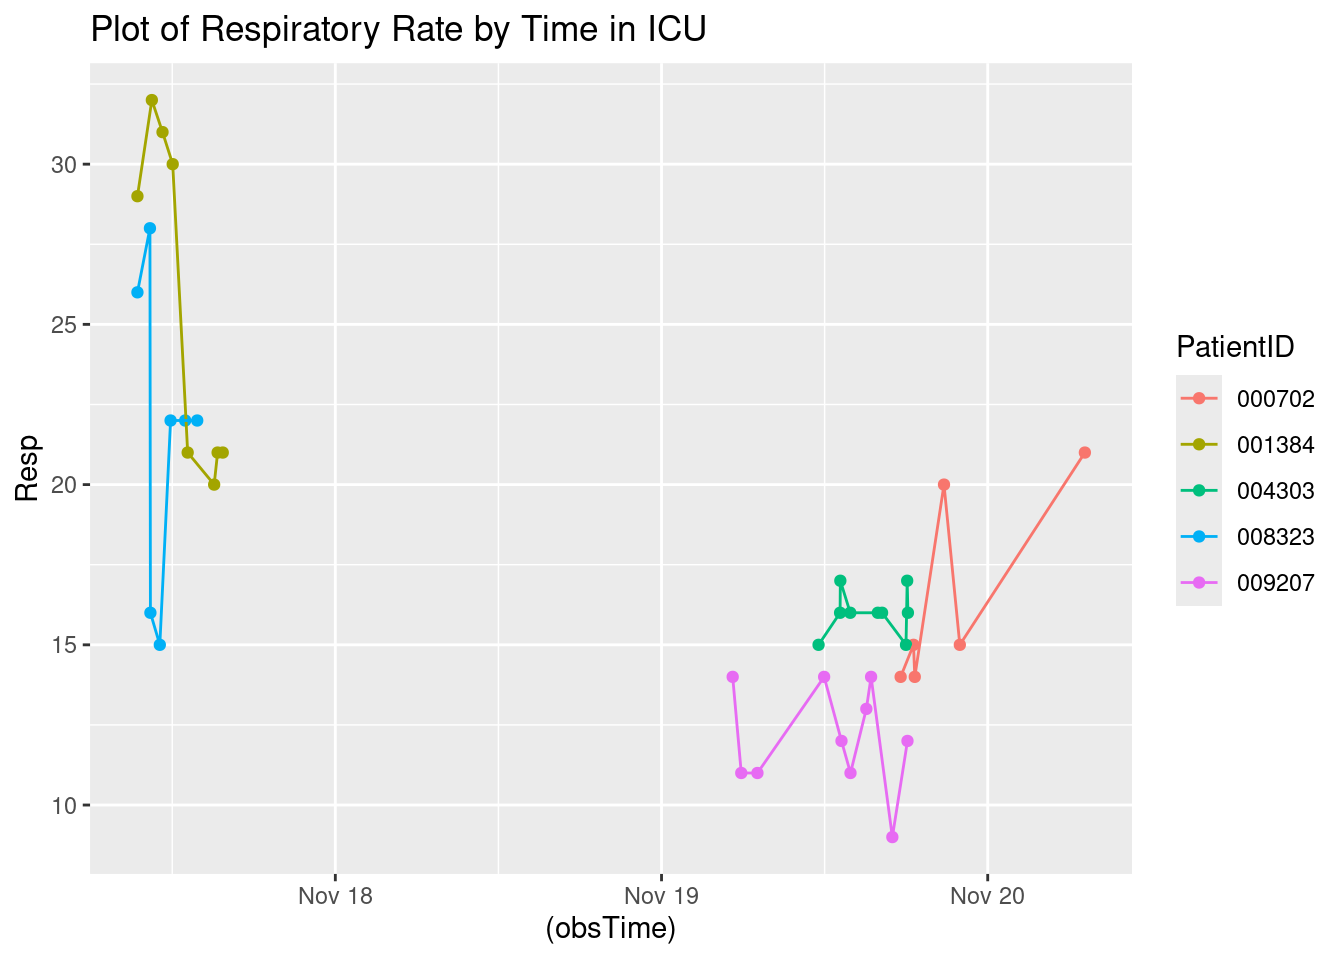 Plot of Respiratory Rate by Time in ICU
30
25
20
15
10
Resp
Nov 18
Nov 19
Nov 20
(obsTime)
PatientID
000702
001384
004303
008323
009207